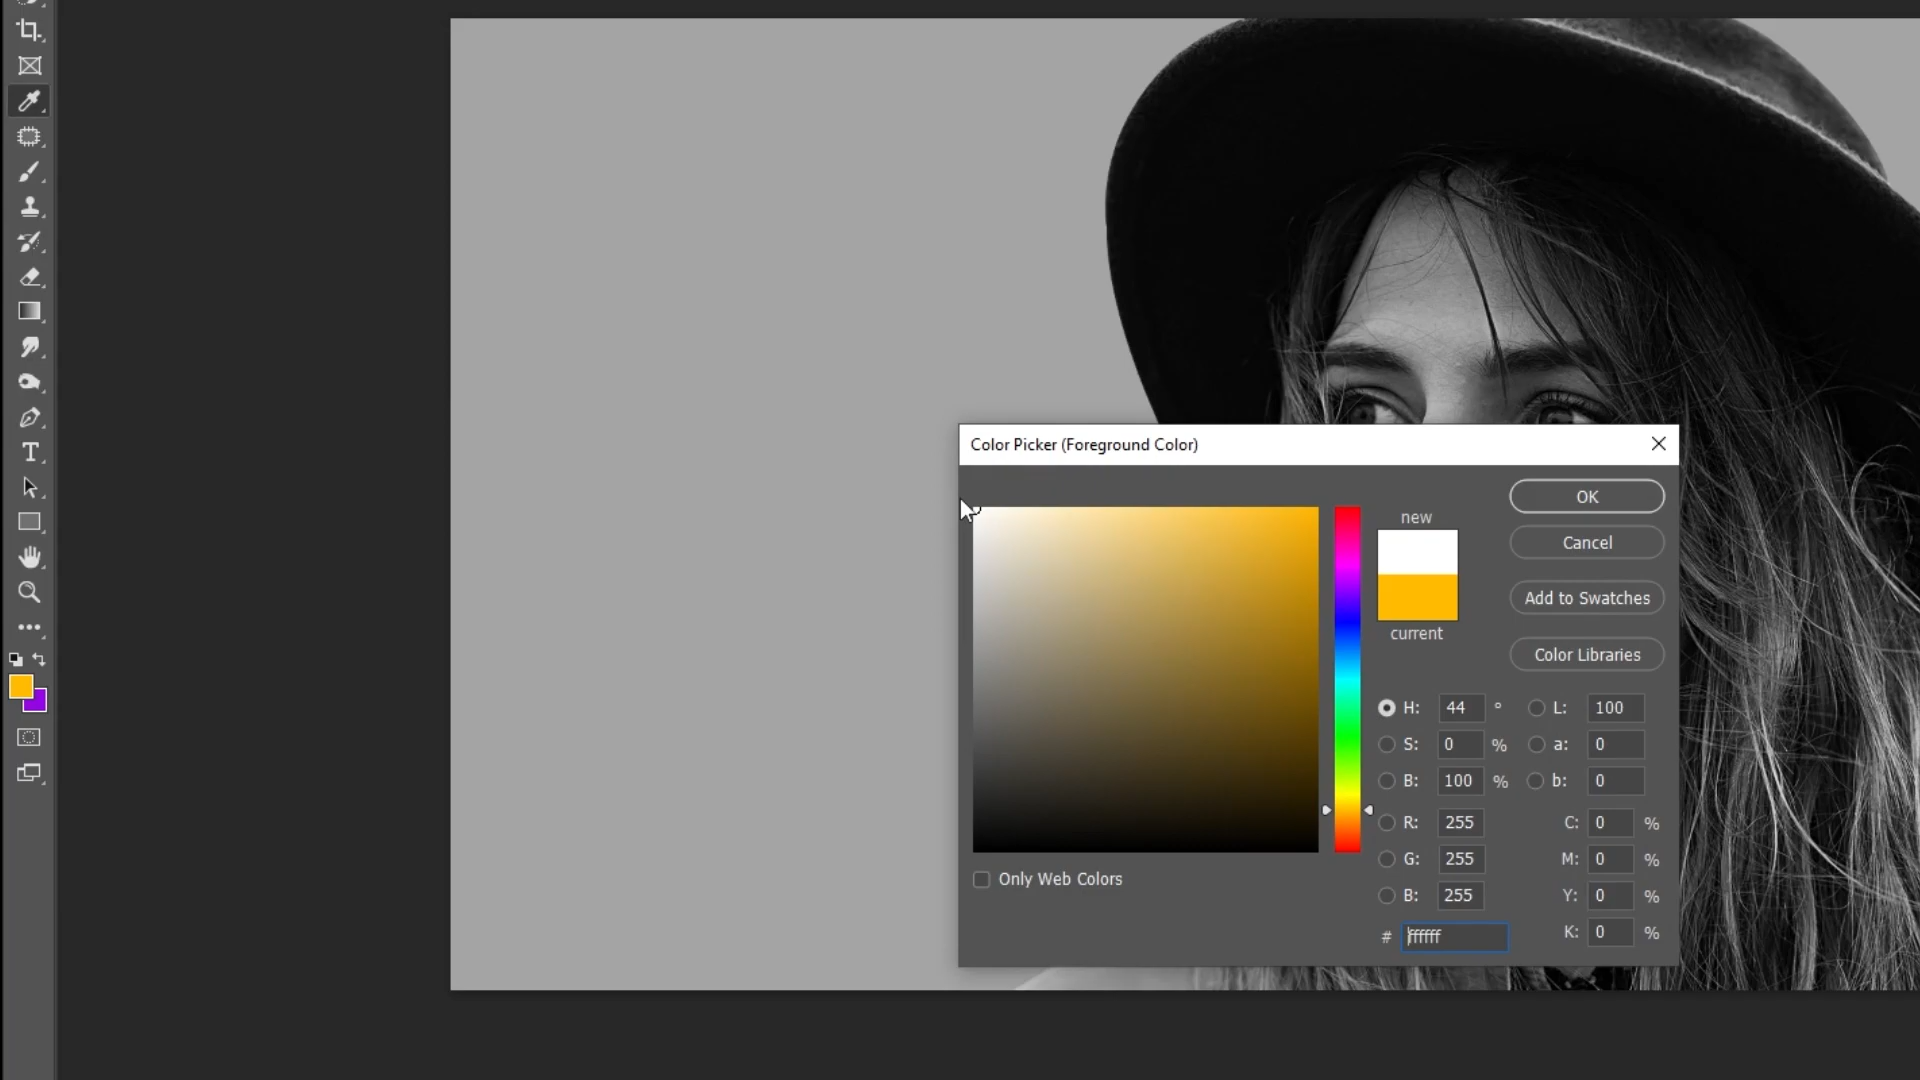 Color Picker (Foreground Color)
new
current
OK
Cancel
Add to Swatches
Color Libraries
H: 44 °
S: 0 %
B: 100 %
R: 255
G: 255
B: 255
# ffffff
L: 100
a: 0
b: 0
C: 0 %
M: 0 %
Y: 0 %
K: 0 %
Only Web Colors